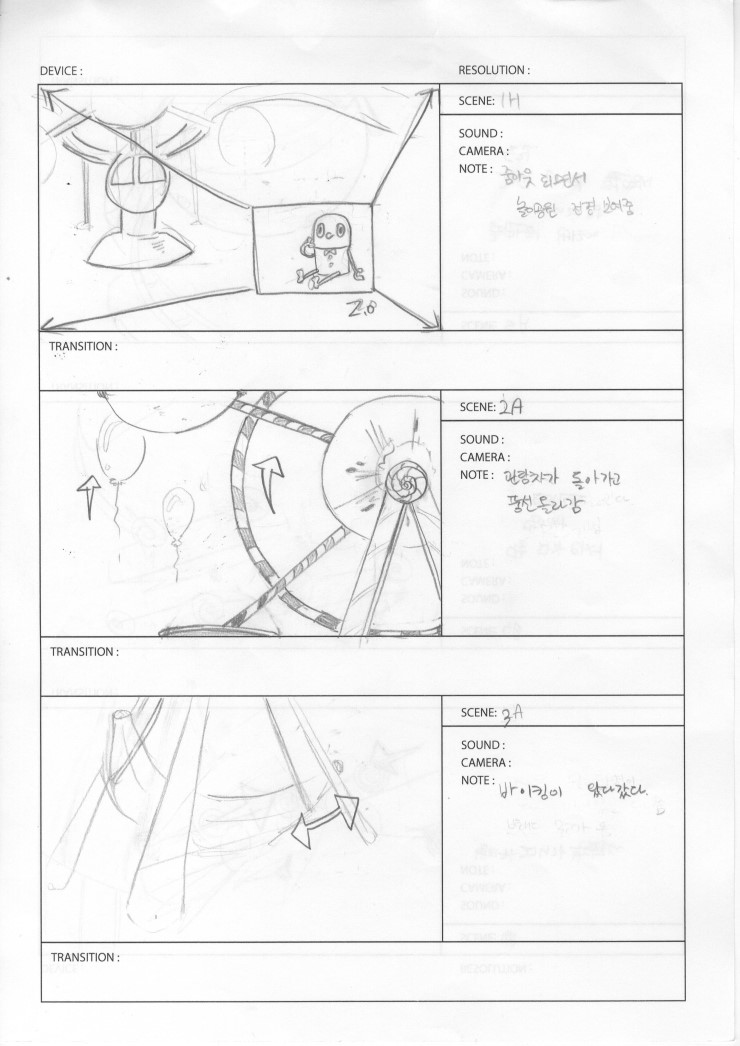 DEVICE :
RESOLUTION :
SCENE: 1H
SOUND :
CAMERA :
NOTE : 줌아웃 되면서
놀이공원 전경 보여줌
Z.o
TRANSITION :
SCENE: 2A
SOUND :
CAMERA :
NOTE : 관람차가 돌아가고
풍선 올라감
TRANSITION :
SCENE: 3A
SOUND :
CAMERA :
NOTE : 바이킹이 왔다갔다.
TRANSITION :